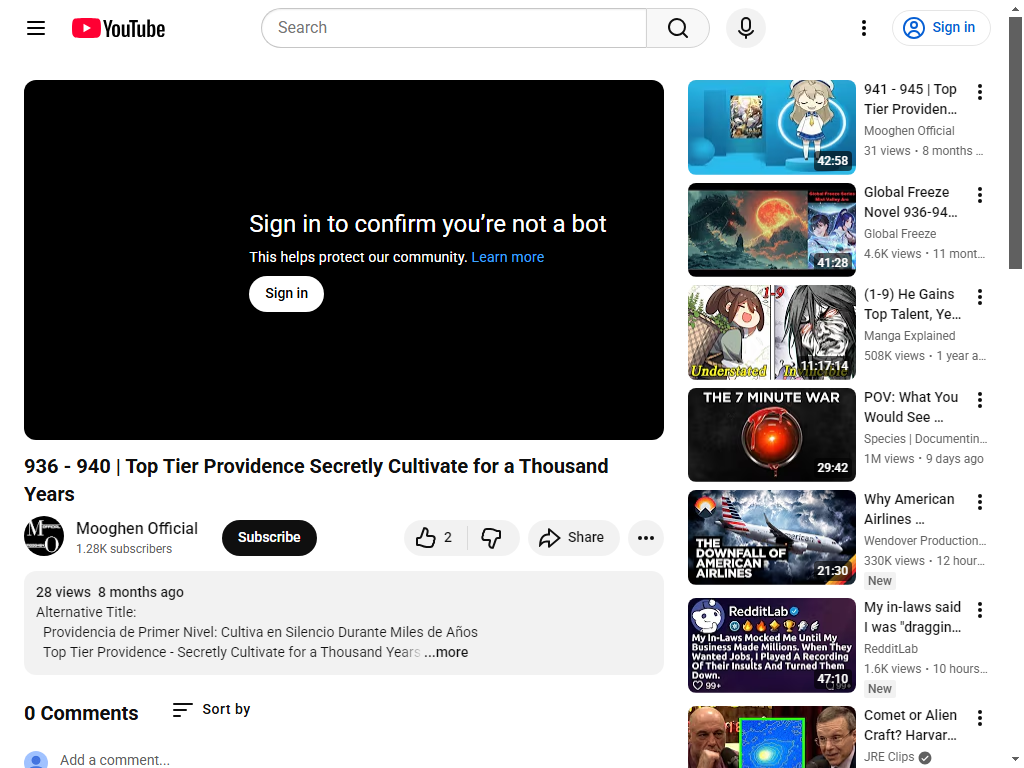 YouTube
Search
Sign in
Sign in to confirm you’re not a bot
This helps protect our community. Learn more
Sign in
936 - 940 | Top Tier Providence Secretly Cultivate for a Thousand
Years
Mooghen Official
1.28K subscribers
Subscribe
2
Share
28 views 8 months ago
Alternative Title:
Providencia de Primer Nivel: Cultiva en Silencio Durante Miles de Años
Top Tier Providence - Secretly Cultivate for a Thousand Years ...more
0 Comments
Sort by
Add a comment...
42:58
941 - 945 | Top
Tier Providen...
Mooghen Official
31 views • 8 months ...
41:28
Global Freeze
Novel 936-94...
Global Freeze
4.6K views • 11 mont...
1-9
Understated
Invincible
11:17:14
(1-9) He Gains
Top Talent, Ye...
Manga Explained
508K views • 1 year a...
THE 7 MINUTE WAR
29:42
POV: What You
Would See ...
Species | Documentin...
1M views • 9 days ago
American
THE
DOWNFALL OF
AMERICAN
AIRLINES
21:30
Why American
Airlines ...
Wendover Production...
330K views • 12 hour...
New
RedditLab
My In-Laws Mocked Me Until My
Business Made Millions. When They
Wanted Jobs, I Played A Recording
Of Their Insults And Turned Them
Down.
99+
47:10
My in-laws said
I was "draggin...
RedditLab
1.6K views • 10 hours...
New
Comet or Alien
Craft? Harvar...
JRE Clips